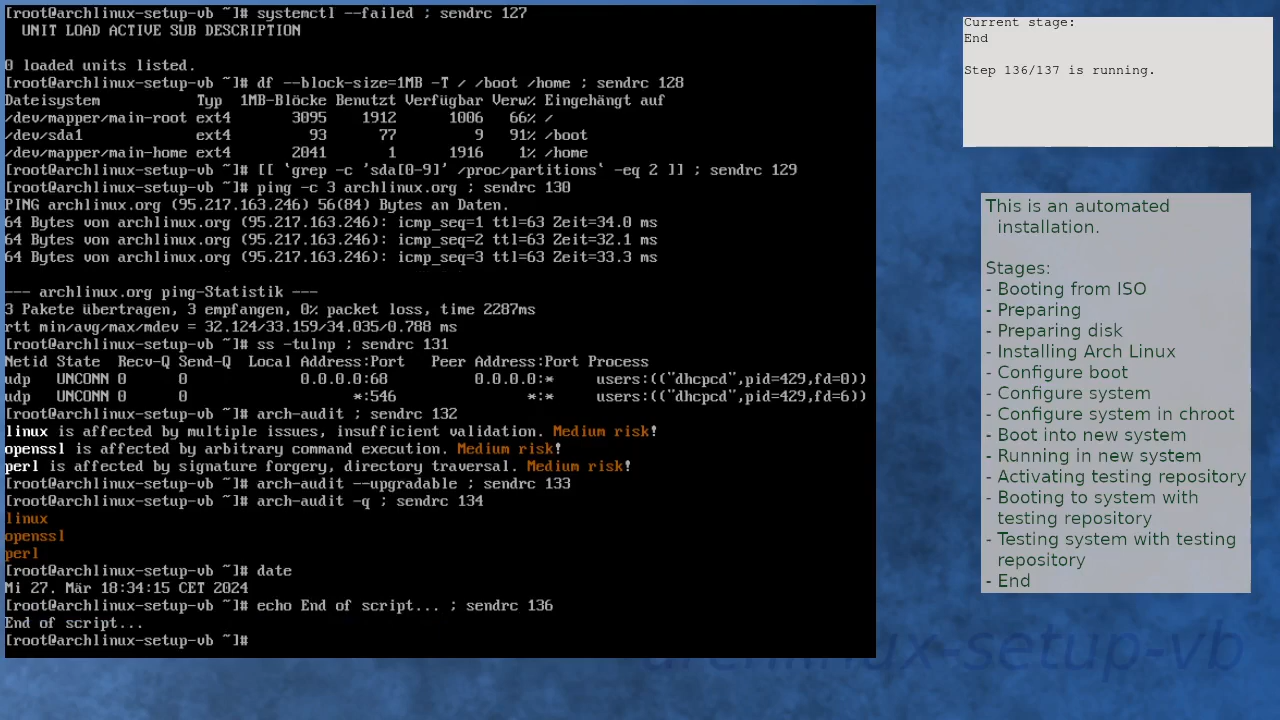 [root@archlinux-setup-vb ~]# systemctl --failed ; sendrc 127
  UNIT LOAD ACTIVE SUB DESCRIPTION
0 loaded units listed.
[root@archlinux-setup-vb ~]# df --block-size=1MB -T / /boot /home ; sendrc 128
Dateisystem           Typ  1MB-Blöcke Benutzt Verfügbar Verw% Eingehängt auf
/dev/mapper/main-root ext4       3095    1912      1006   66% /
/dev/sda1             ext4         93      77         9   91% /boot
/dev/mapper/main-home ext4       2041       1      1916    1% /home
[root@archlinux-setup-vb ~]# [[ `grep -c 'sda[0-9]' /proc/partitions` -eq 2 ]] ; sendrc 129
[root@archlinux-setup-vb ~]# ping -c 3 archlinux.org ; sendrc 130
PING archlinux.org (95.217.163.246) 56(84) Bytes an Daten.
64 Bytes von archlinux.org (95.217.163.246): icmp_seq=1 ttl=63 Zeit=34.0 ms
64 Bytes von archlinux.org (95.217.163.246): icmp_seq=2 ttl=63 Zeit=32.1 ms
64 Bytes von archlinux.org (95.217.163.246): icmp_seq=3 ttl=63 Zeit=33.3 ms
--- archlinux.org ping-Statistik ---
3 Pakete übertragen, 3 empfangen, 0% packet loss, time 2287ms
rtt min/avg/max/mdev = 32.124/33.159/34.035/0.788 ms
[root@archlinux-setup-vb ~]# ss -tulnp ; sendrc 131
Netid State  Recv-Q Send-Q  Local Address:Port   Peer Address:Port Process
udp   UNCONN 0      0             0.0.0.0:68          0.0.0.0:*     users:(("dhcpcd",pid=429,fd=0))
udp   UNCONN 0      0                   *:546               *:*     users:(("dhcpcd",pid=429,fd=6))
[root@archlinux-setup-vb ~]# arch-audit ; sendrc 132
linux is affected by multiple issues, insufficient validation. Medium risk!
openssl is affected by arbitrary command execution. Medium risk!
perl is affected by signature forgery, directory traversal. Medium risk!
[root@archlinux-setup-vb ~]# arch-audit --upgradable ; sendrc 133
[root@archlinux-setup-vb ~]# arch-audit -q ; sendrc 134
linux
openssl
perl
[root@archlinux-setup-vb ~]# date
Mi 27. Mär 18:34:15 CET 2024
[root@archlinux-setup-vb ~]# echo End of script... ; sendrc 136
End of script...
[root@archlinux-setup-vb ~]#
Current stage:
End
Step 136/137 is running.
This is an automated
installation.
Stages:
- Booting from ISO
- Preparing
- Preparing disk
- Installing Arch Linux
- Configure boot
- Configure system
- Configure system in chroot
- Boot into new system
- Running in new system
- Activating testing repository
- Booting to system with
testing repository
- Testing system with testing
repository
- End
archlinux-setup-vb